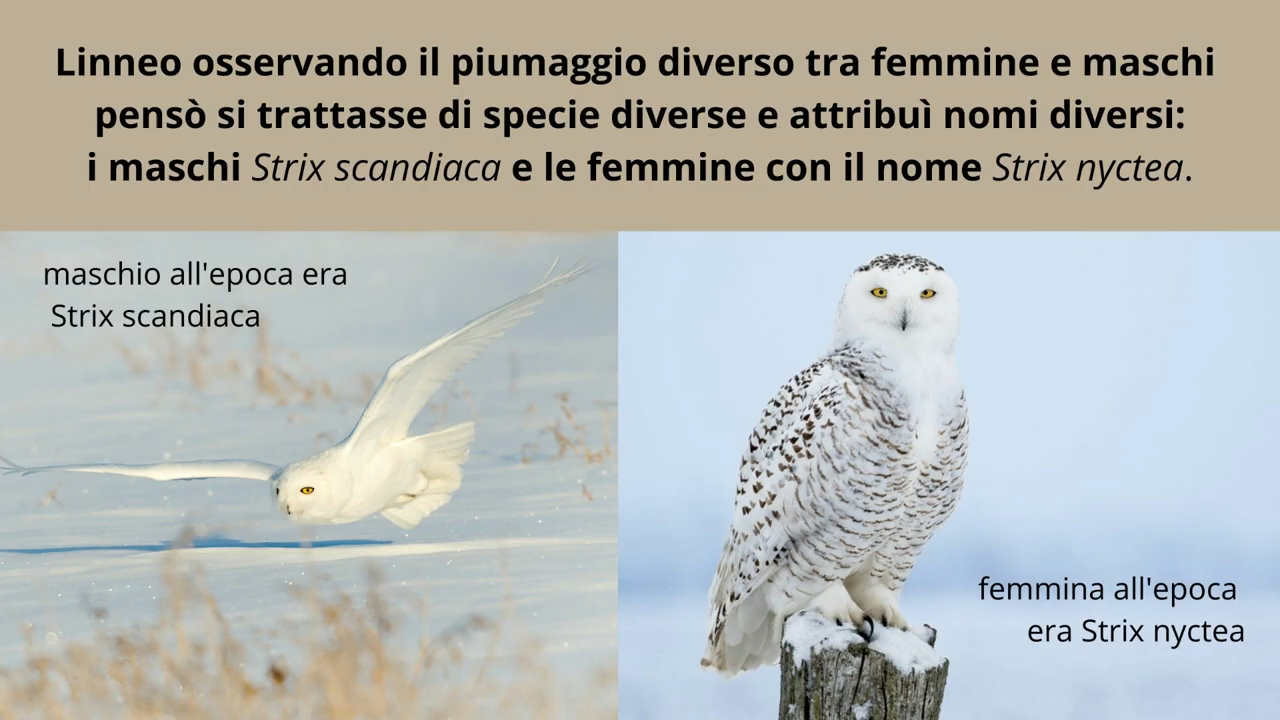 Linneo osservando il piumaggio diverso tra femmine e maschi
pensò si trattasse di specie diverse e attribuì nomi diversi:
i maschi Strix scandiaca e le femmine con il nome Strix nyctea.
maschio all'epoca era
Strix scandiaca
femmina all'epoca
era Strix nyctea